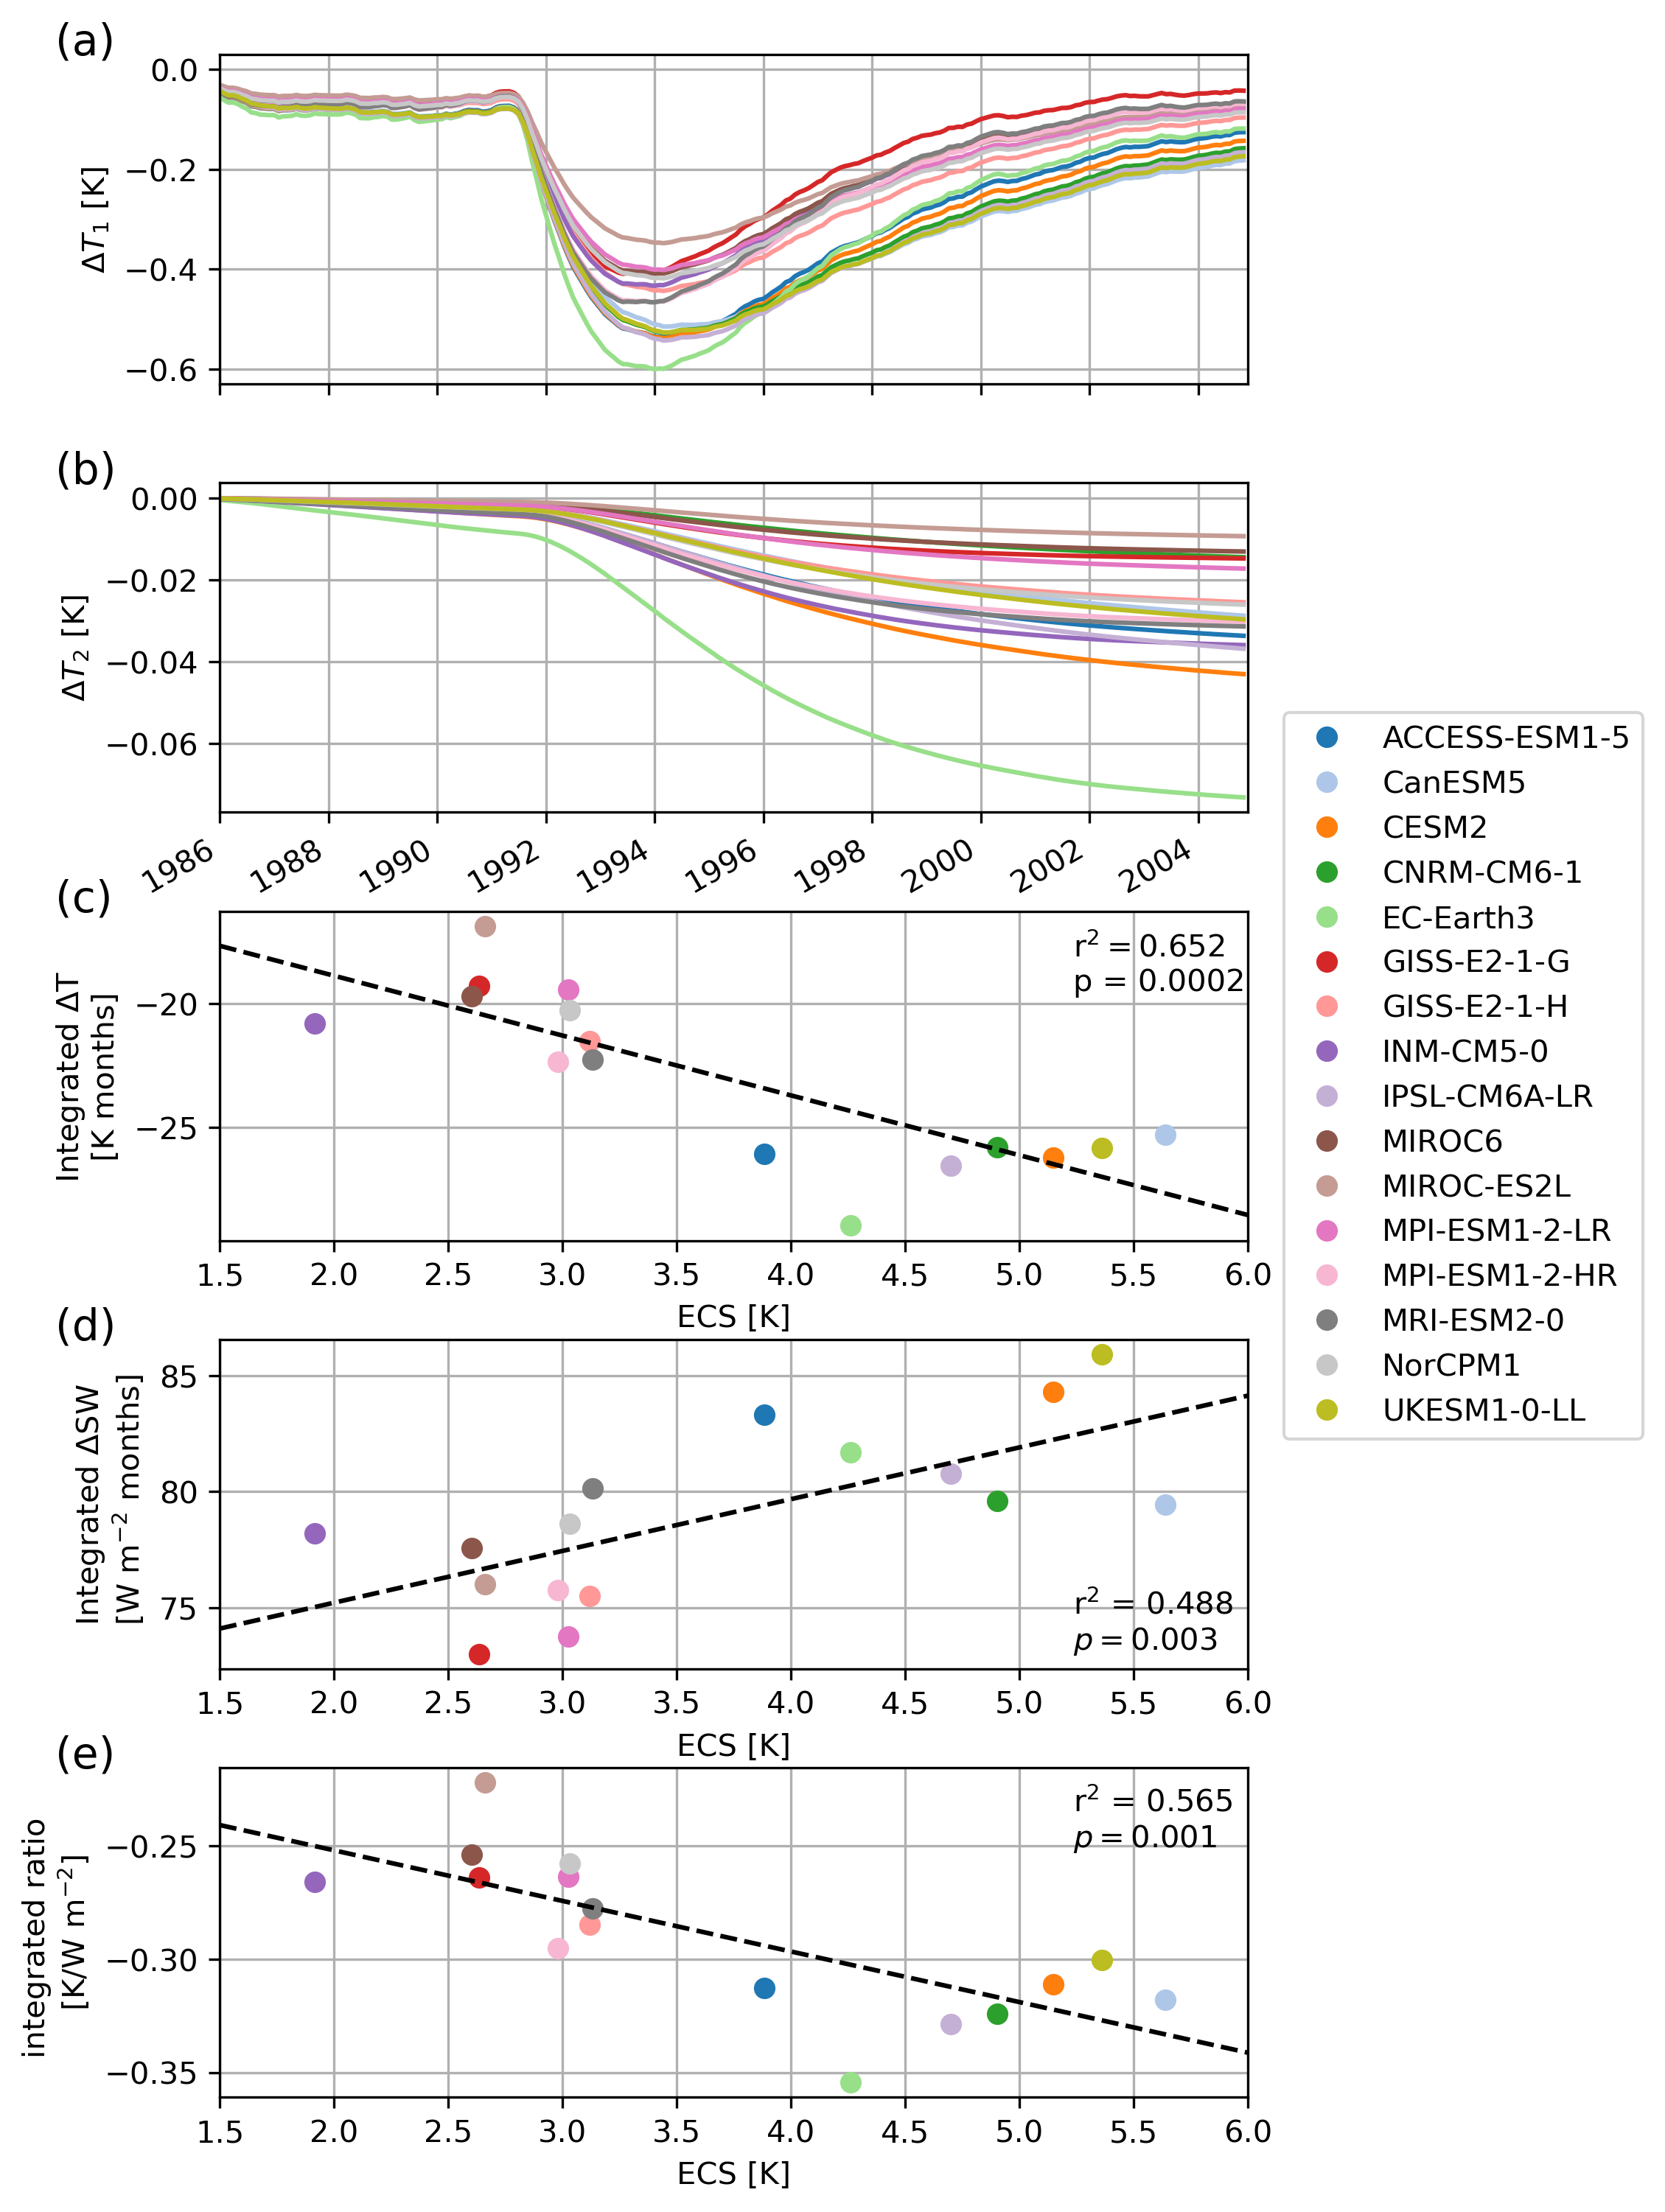 (a)
0.0
−0.2
−0.4
−0.6
ΔT₁ [K]
(b)
0.00
−0.02
−0.04
−0.06
ΔT₂ [K]
1986 1988 1990 1992 1994 1996 1998 2000 2002 2004
(c)
r² = 0.652
p = 0.0002
−20
−25
Integrated ΔT
[K months]
1.5 2.0 2.5 3.0 3.5 4.0 4.5 5.0 5.5 6.0
ECS [K]
(d)
85
80
75
Integrated ΔSW
[W m⁻² months]
r² = 0.488
p = 0.003
1.5 2.0 2.5 3.0 3.5 4.0 4.5 5.0 5.5 6.0
ECS [K]
(e)
r² = 0.565
p = 0.001
−0.25
−0.30
−0.35
integrated ratio
[K/W m⁻²]
1.5 2.0 2.5 3.0 3.5 4.0 4.5 5.0 5.5 6.0
ECS [K]
ACCESS-ESM1-5
CanESM5
CESM2
CNRM-CM6-1
EC-Earth3
GISS-E2-1-G
GISS-E2-1-H
INM-CM5-0
IPSL-CM6A-LR
MIROC6
MIROC-ES2L
MPI-ESM1-2-LR
MPI-ESM1-2-HR
MRI-ESM2-0
NorCPM1
UKESM1-0-LL